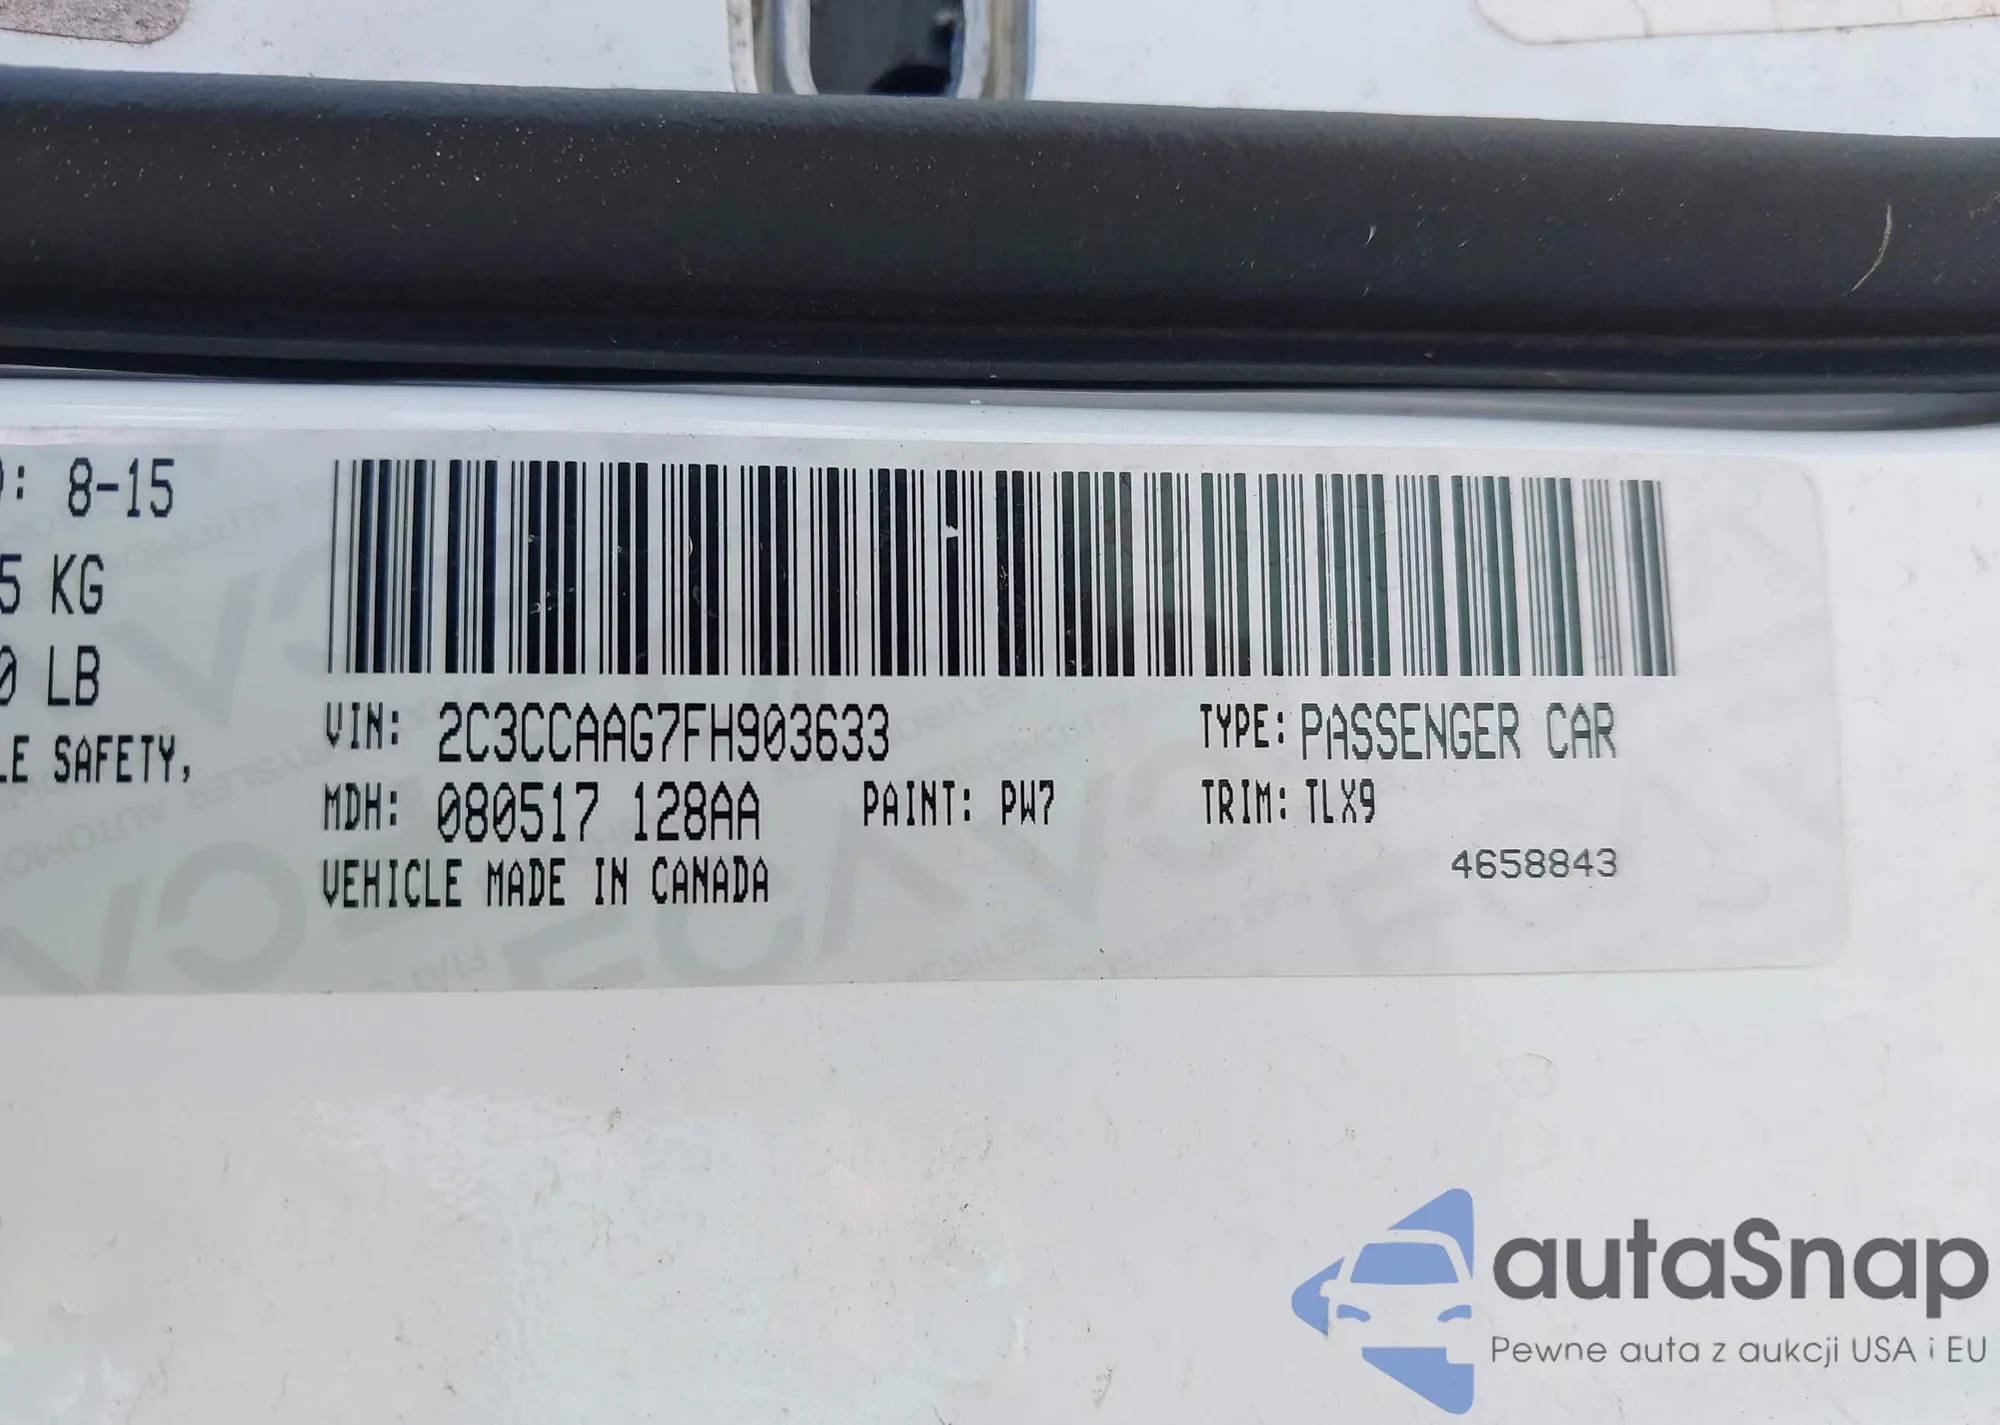 : 8-15
5 KG
0 LB
LE SAFETY,
VIN: 2C3CCAAG7FH903633
TYPE: PASSENGER CAR
MDH: 080517 128AA
PAINT: PW7
TRIM: TLX9
VEHICLE MADE IN CANADA
4658843
autaSnap
Pewne auta z aukcji USA i EU